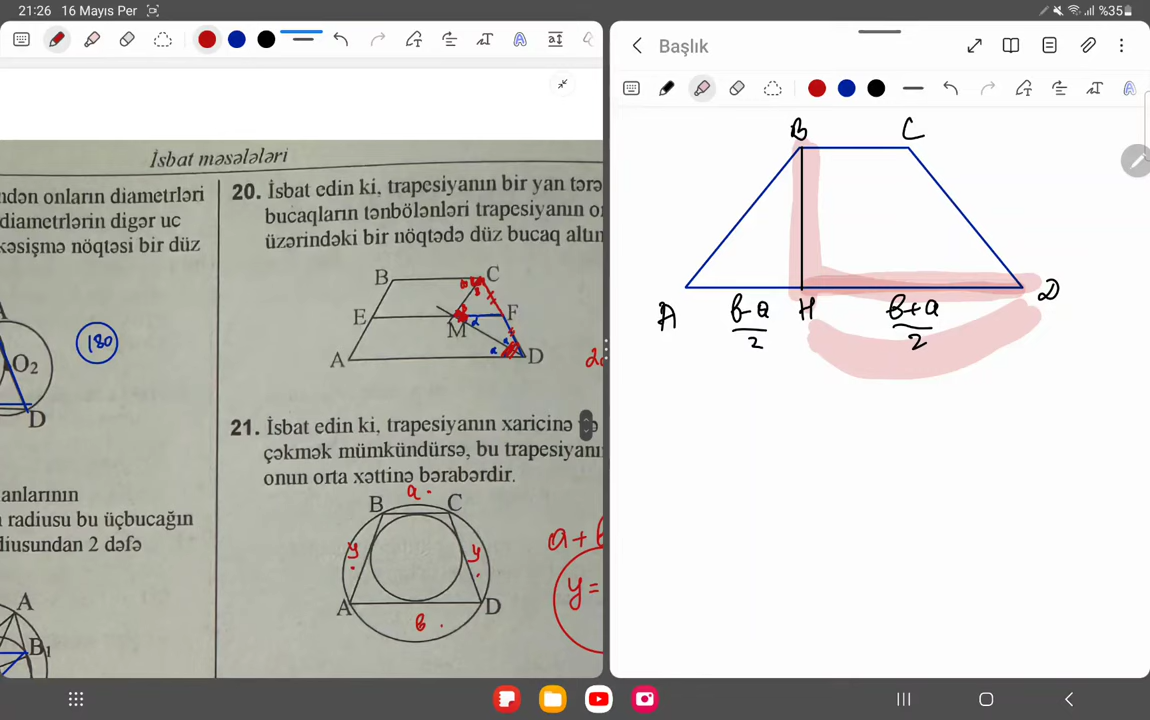 21:26 16 Mayıs Per
%35
İsbat məsələləri
ndən onların diametrləri
diametrlərin digər uc
kəsişmə nöqtəsi bir düz
A
O₂
D
180
anlarının
radiusu bu üçbucağın
diusundan 2 dəfə
A
B₁
20. İsbat edin ki, trapesiyanın bir yan tərə
bucaqların tənbölənləri trapesiyanın o
üzərindəki bir nöqtədə düz bucaq altın
B C
E M F
A D
21. İsbat edin ki, trapesiyanın xaricinə
çəkmək mümkündürsə, bu trapesiyanı
onun orta xəttinə bərabərdir.
a
B C
y y
A D
в
a+в
y=
Başlık
B C
A H D
в-a
2
в+a
2